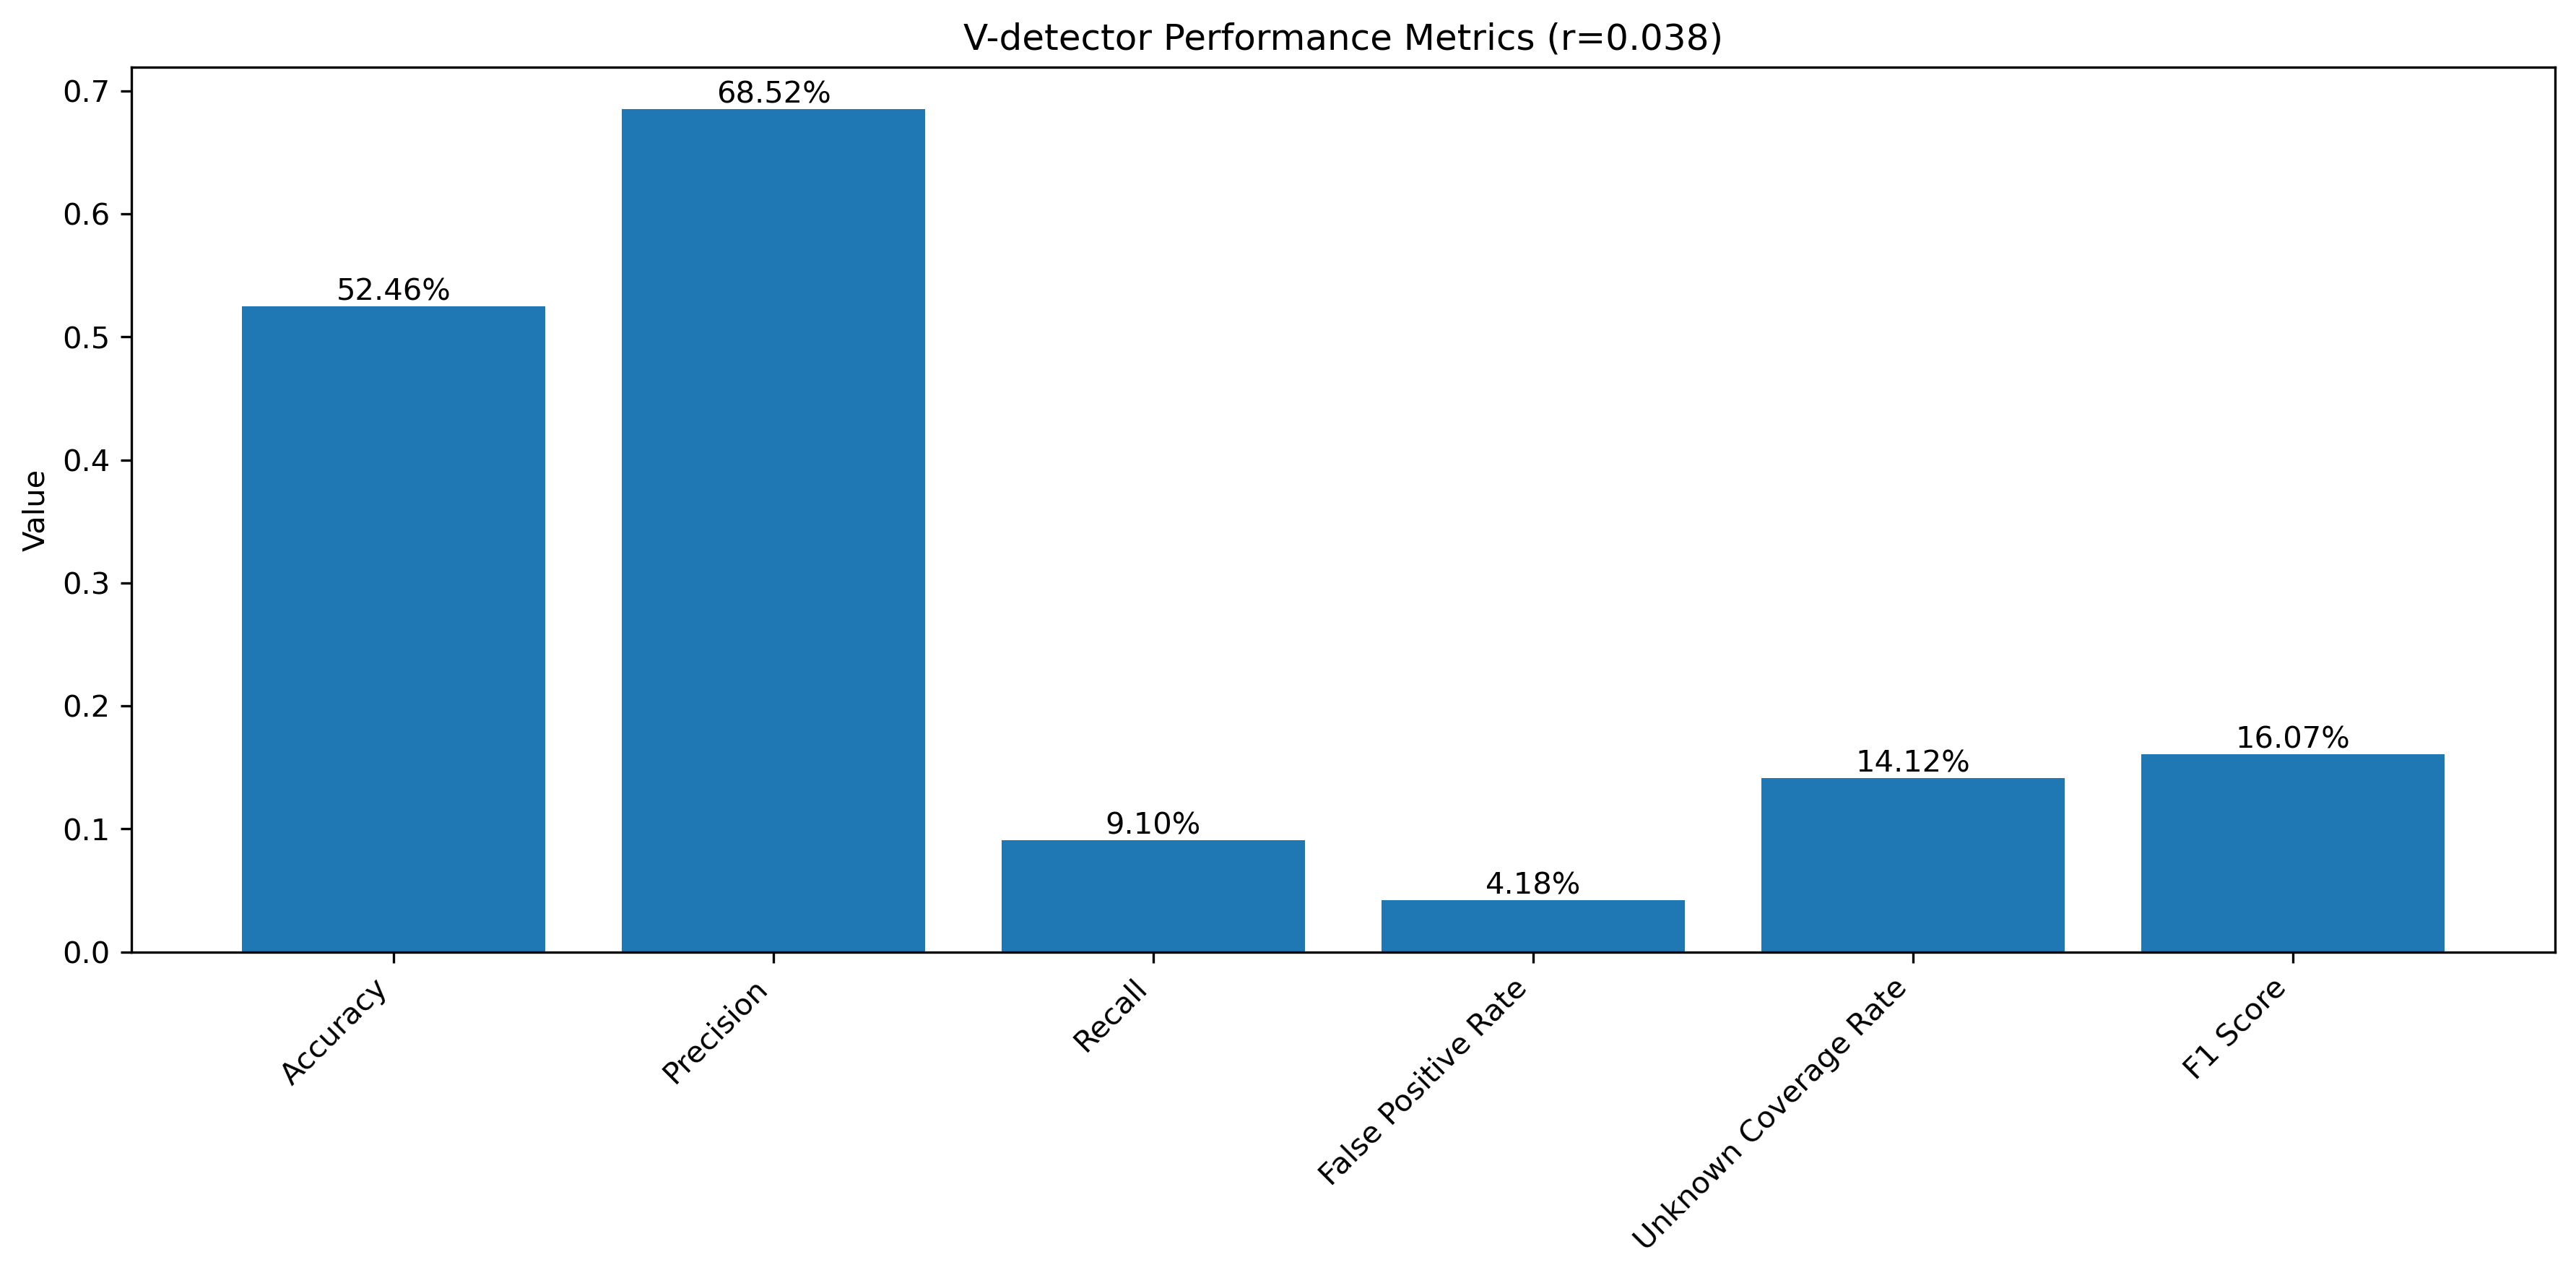 V-detector Performance Metrics (r=0.038)
0.7
0.6
0.5
0.4
0.3
0.2
0.1
0.0
Value
52.46%
68.52%
9.10%
4.18%
14.12%
16.07%
Accuracy
Precision
Recall
False Positive Rate
Unknown Coverage Rate
F1 Score